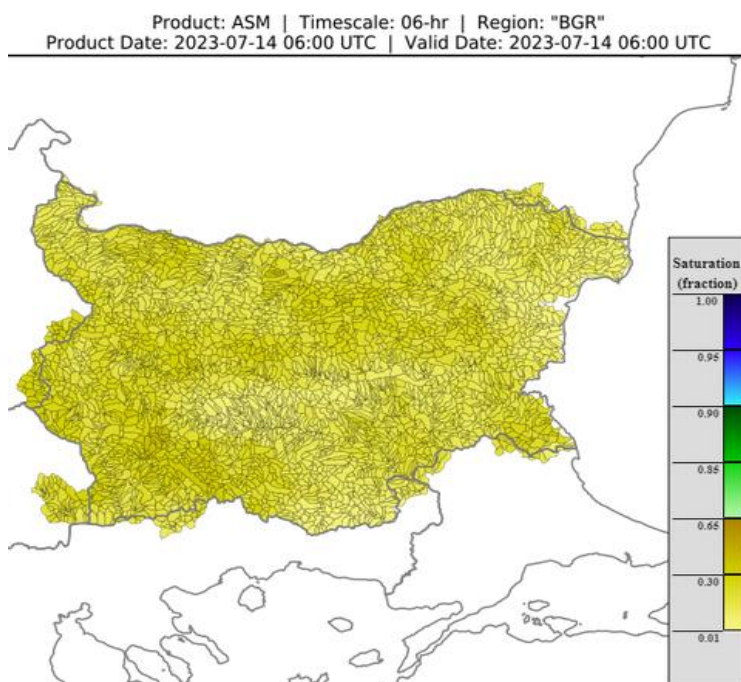 Product: ASM | Timescale: 06-hr | Region: "BGR"
Product Date: 2023-07-14 06:00 UTC | Valid Date: 2023-07-14 06:00 UTC
Saturation
(fraction)
1.00
0.95
0.90
0.85
0.65
0.30
0.01